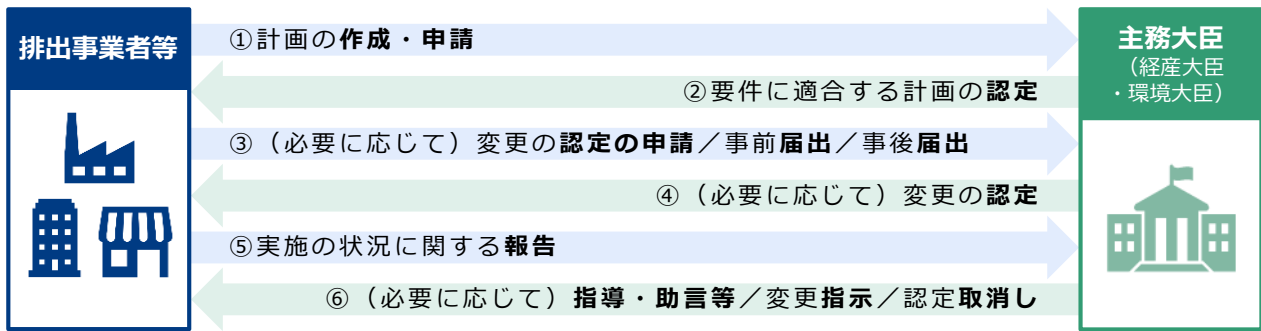 排出事業者等
①計画の作成・申請
主務大臣
（経産大臣
・環境大臣）
②要件に適合する計画の認定
③（必要に応じて）変更の認定の申請／事前届出／事後届出
④（必要に応じて）変更の認定
⑤実施の状況に関する報告
⑥（必要に応じて）指導・助言等／変更指示／認定取消し